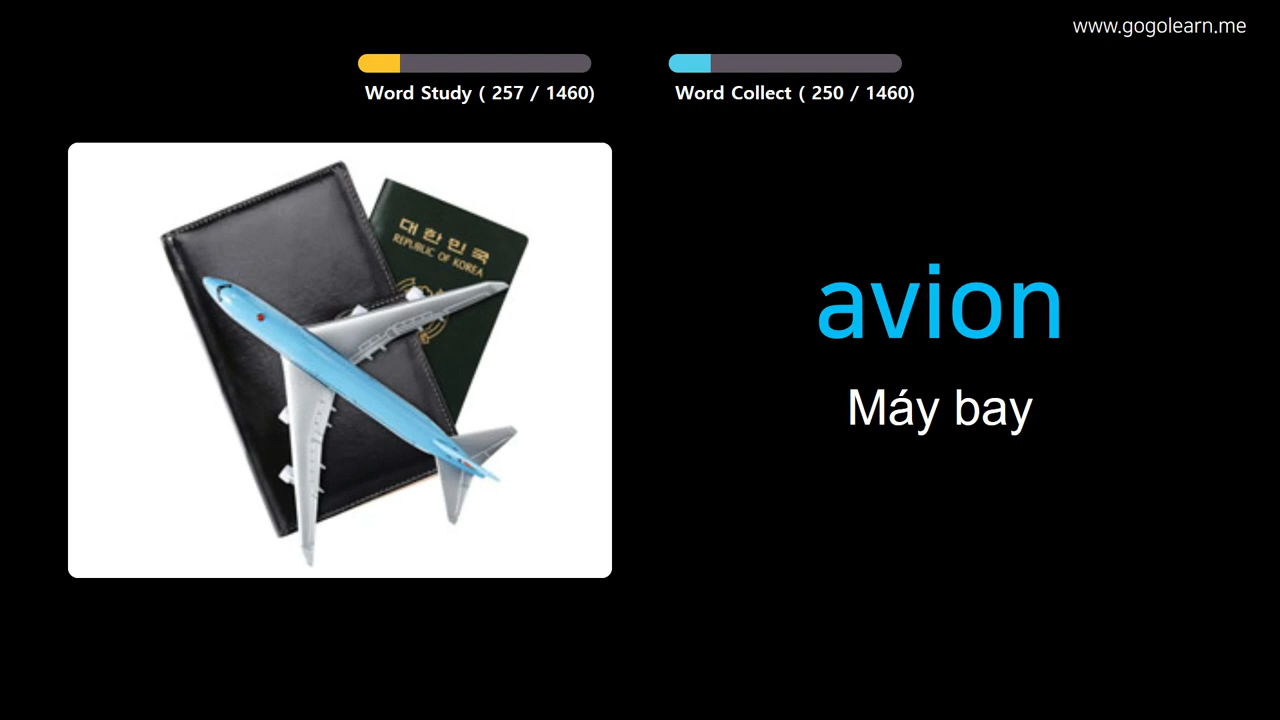 www.gogolearn.me
Word Study ( 257 / 1460)
Word Collect ( 250 / 1460)
대한민국
REPUBLIC OF KOREA
avion
Máy bay